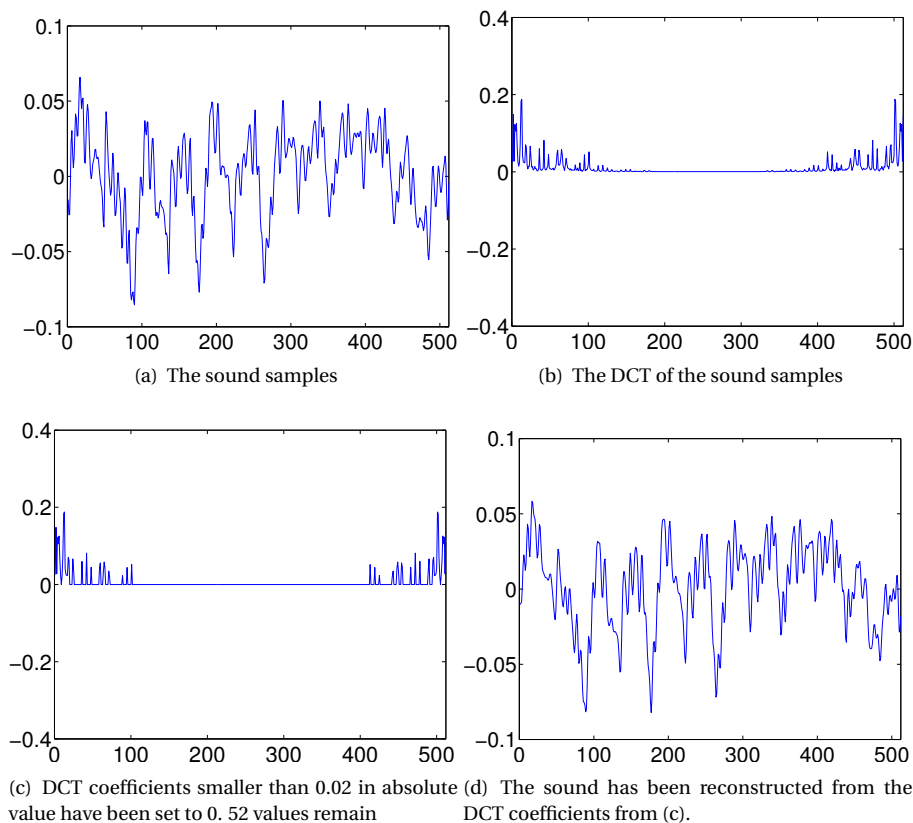 0.1
0.05
0
−0.05
−0.1
0 100 200 300 400 500
(a) The sound samples
0.4
0.2
0
−0.2
−0.4
0 100 200 300 400 500
(b) The DCT of the sound samples
0.4
0.2
0
−0.2
−0.4
0 100 200 300 400 500
(c) DCT coefficients smaller than 0.02 in absolute
value have been set to 0. 52 values remain
0.1
0.05
0
−0.05
−0.1
0 100 200 300 400 500
(d) The sound has been reconstructed from the
DCT coefficients from (c).